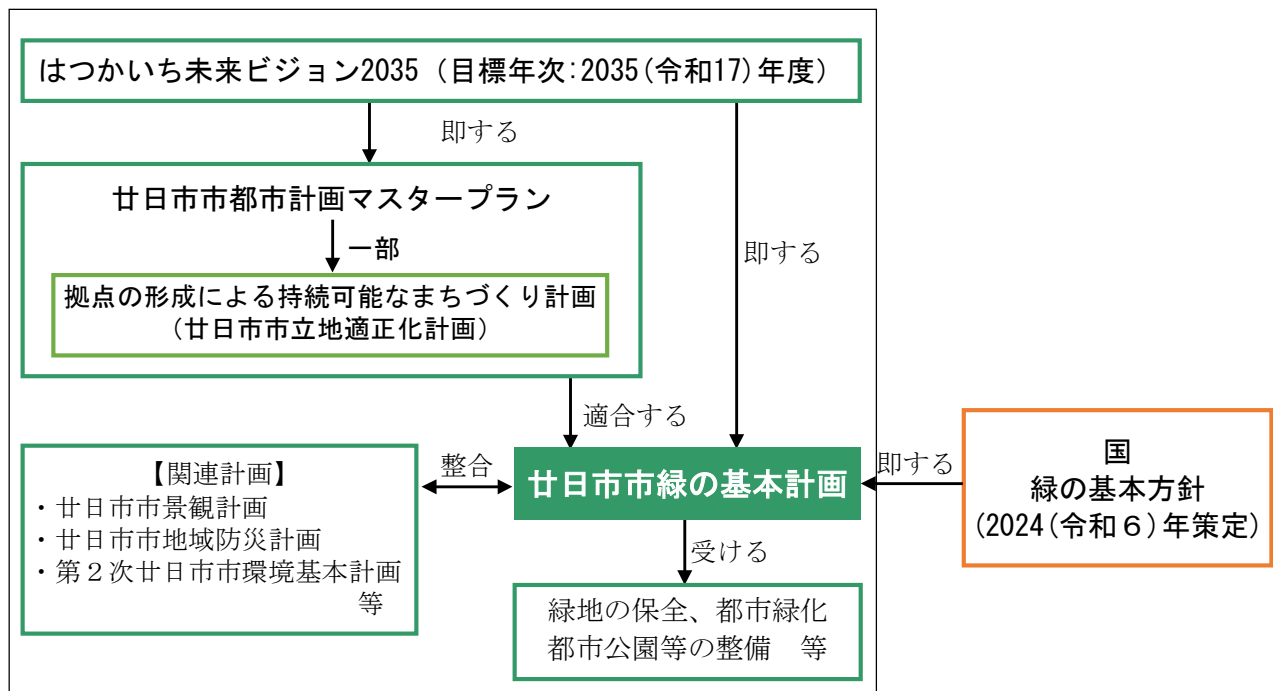 はつかいち未来ビジョン2035（目標年次:2035(令和17)年度）
即する
廿日市市都市計画マスタープラン
一部
拠点の形成による持続可能なまちづくり計画
（廿日市市立地適正化計画）
即する
適合する
【関連計画】
・廿日市市景観計画
・廿日市市地域防災計画
・第２次廿日市市環境基本計画
等
整合
廿日市市緑の基本計画
即する
国
緑の基本方針
(2024(令和６)年策定)
受ける
緑地の保全、都市緑化
都市公園等の整備　等